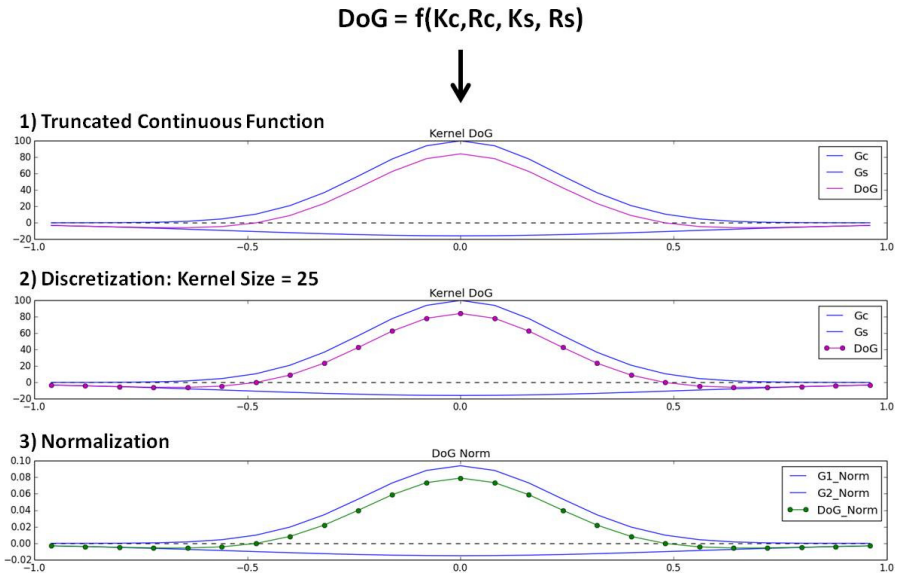 DoG = f(Kc,Rc, Ks, Rs)
1) Truncated Continuous Function
Kernel DoG
100
80
60
40
20
0
−20
−1.0
−0.5
0.0
0.5
1.0
Gc
Gs
DoG
2) Discretization: Kernel Size = 25
Kernel DoG
100
80
60
40
20
0
−20
−1.0
−0.5
0.0
0.5
1.0
Gc
Gs
DoG
3) Normalization
DoG Norm
0.10
0.08
0.06
0.04
0.02
0.00
−0.02
−1.0
−0.5
0.0
0.5
1.0
G1_Norm
G2_Norm
DoG_Norm